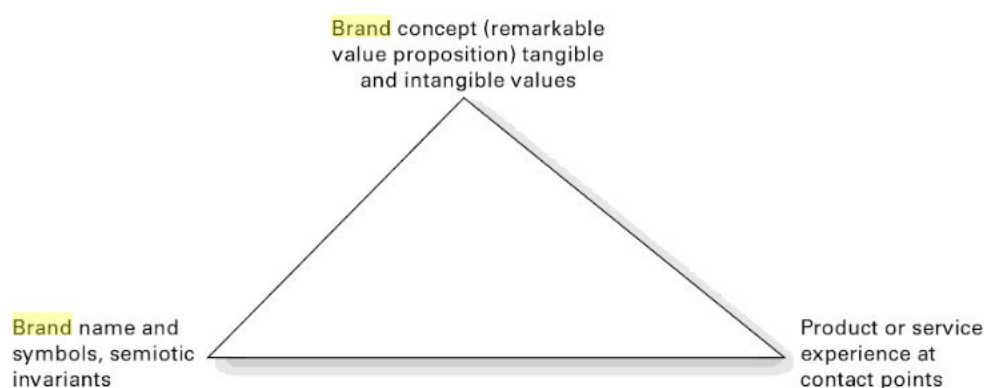 Brand concept (remarkable
value proposition) tangible
and intangible values
Brand name and
symbols, semiotic
invariants
Product or service
experience at
contact points